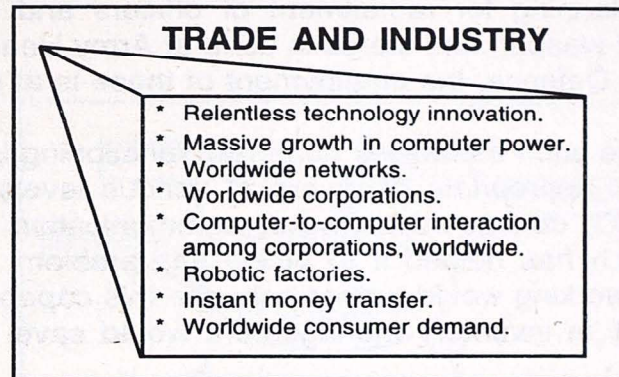 TRADE AND INDUSTRY
* Relentless technology innovation.
* Massive growth in computer power.
* Worldwide networks.
* Worldwide corporations.
* Computer-to-computer interaction
among corporations, worldwide.
* Robotic factories.
* Instant money transfer.
* Worldwide consumer demand.